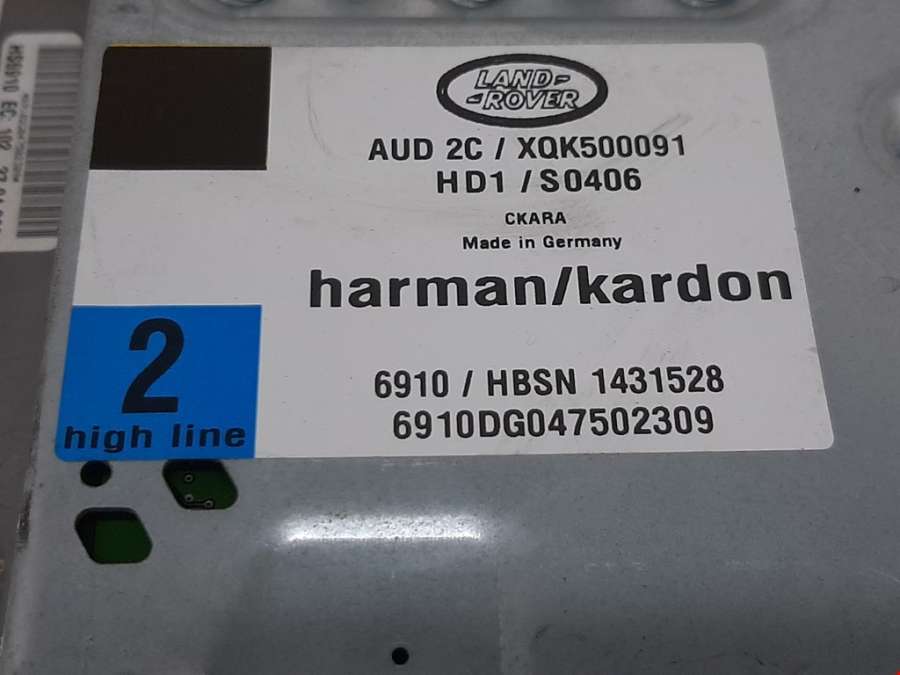 LAND-
-ROVER
AUD 2C / XQK500091
HD1 / S0406
CKARA
Made in Germany
harman/kardon
2
high line
6910 / HBSN 1431528
6910DG047502309